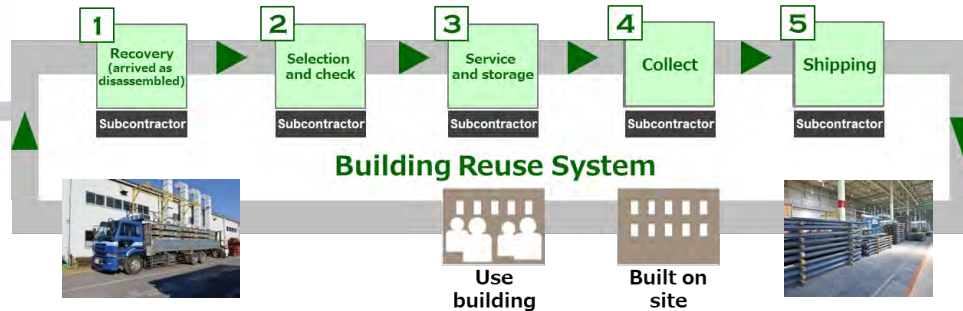 1
Recovery
(arrived as
disassembled)
Subcontractor
2
Selection
and check
Subcontractor
3
Service
and storage
Subcontractor
4
Collect
Subcontractor
5
Shipping
Subcontractor
Building Reuse System
Use
building
Built on
site